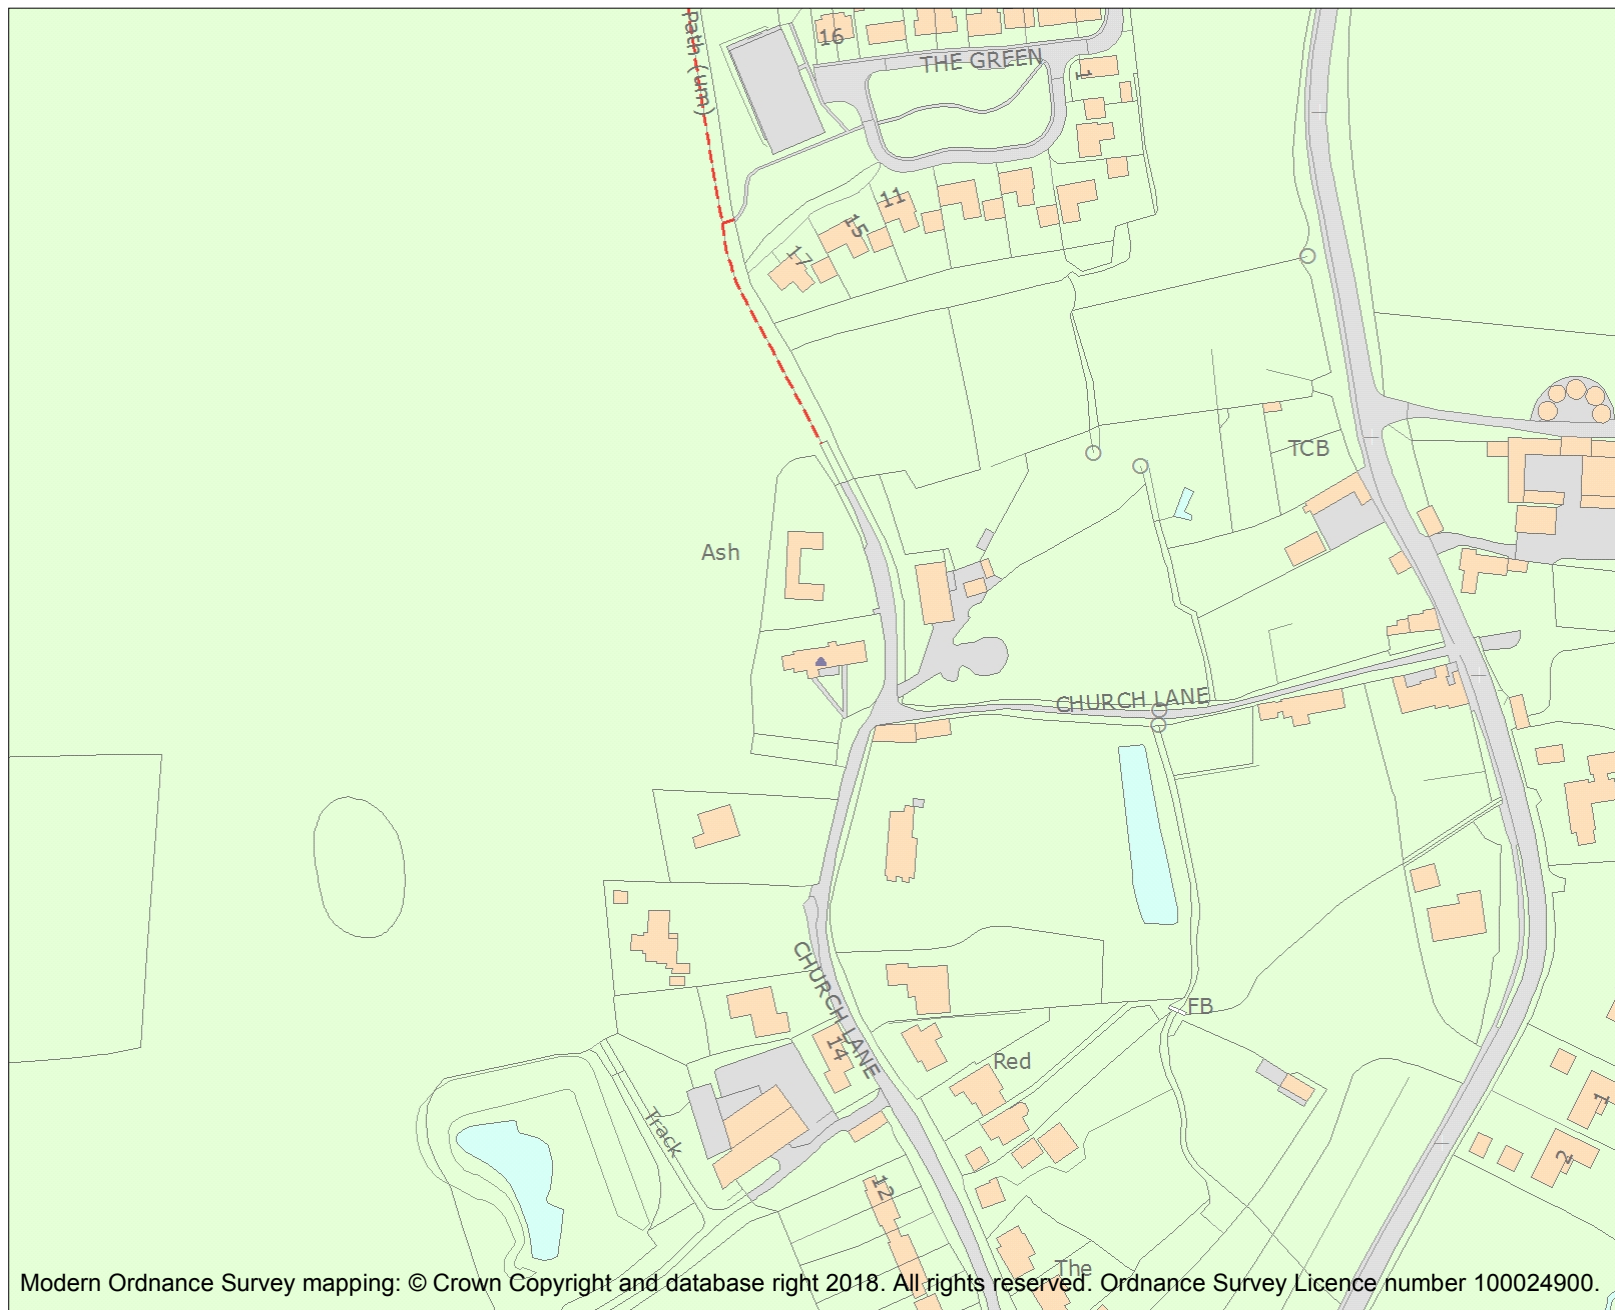 Path (um)
16
THE GREEN
1
11
15
17
TCB
Ash
CHURCH LANE
CHURCH LANE
FB
14
Red
Track
1
2
12
The
Modern Ordnance Survey mapping: © Crown Copyright and database right 2018. All rights reserved. Ordnance Survey Licence number 100024900.